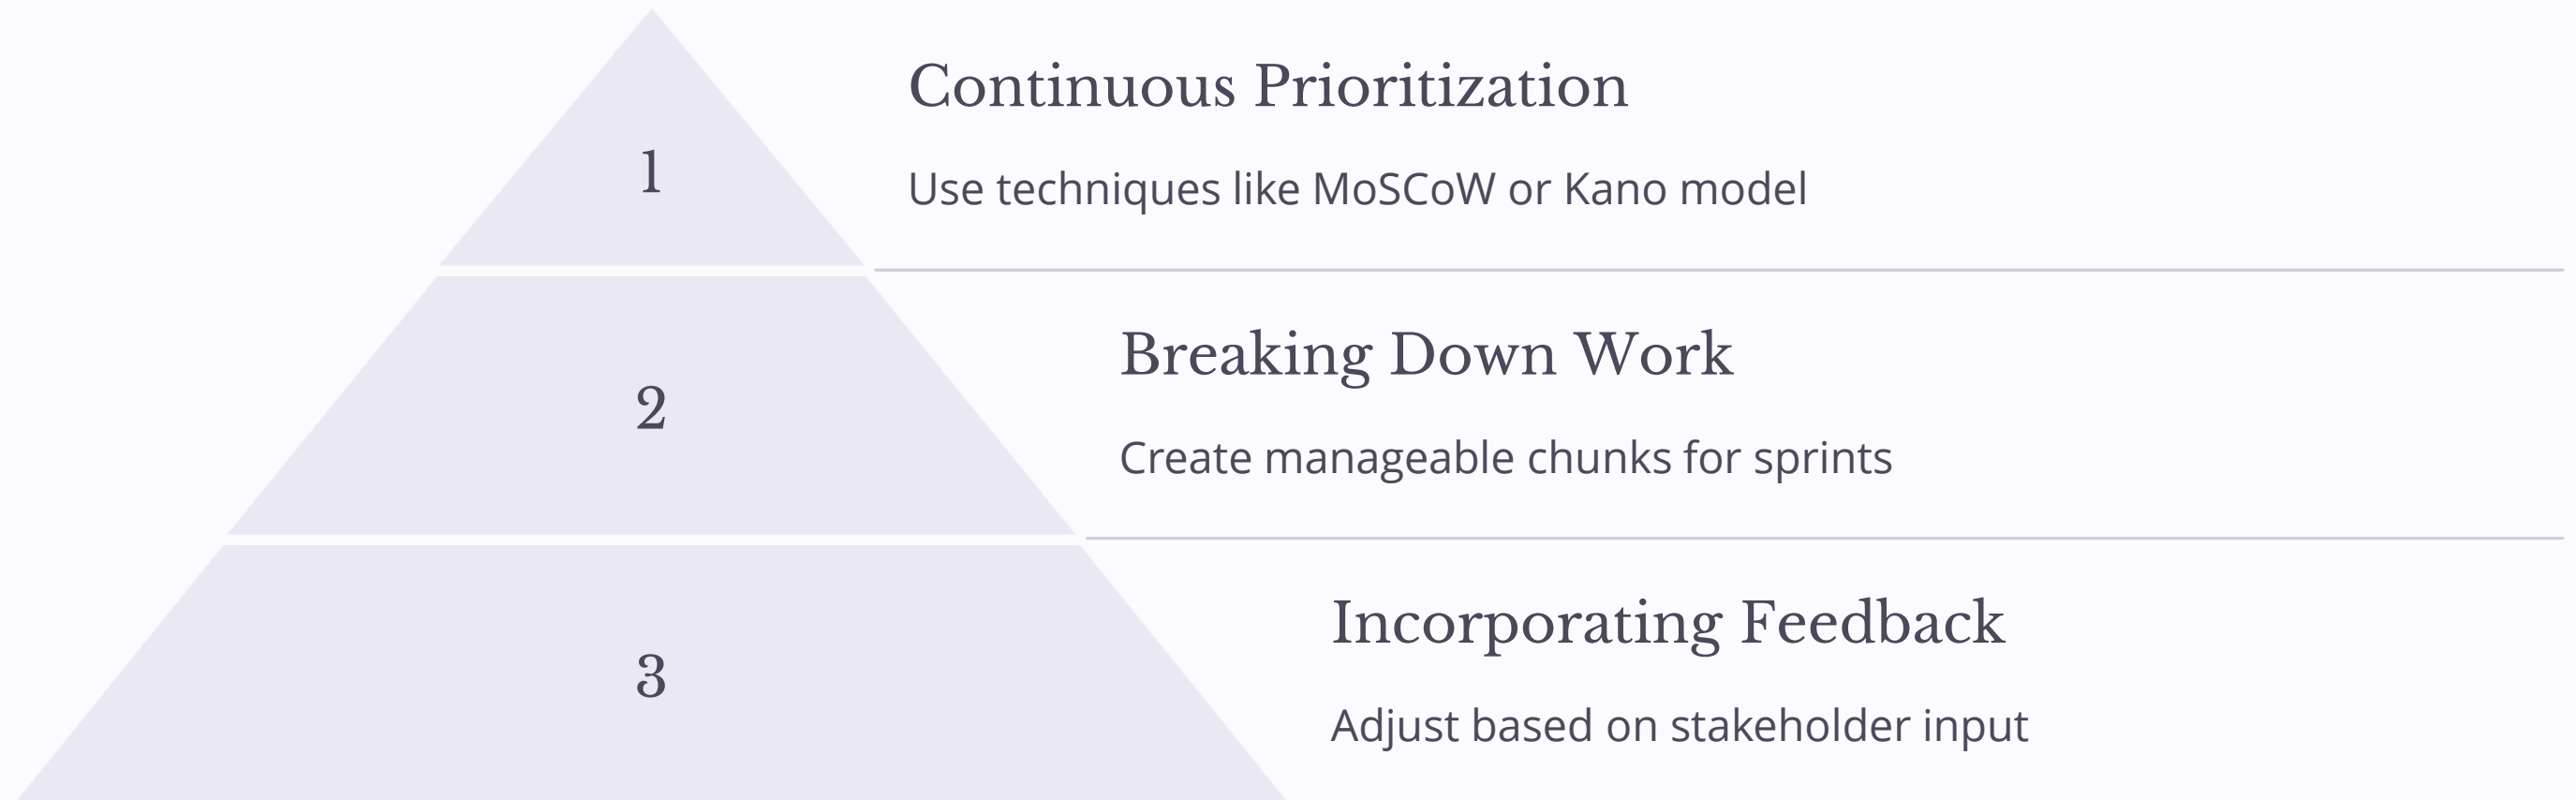 1
Continuous Prioritization
Use techniques like MoSCoW or Kano model
2
Breaking Down Work
Create manageable chunks for sprints
3
Incorporating Feedback
Adjust based on stakeholder input